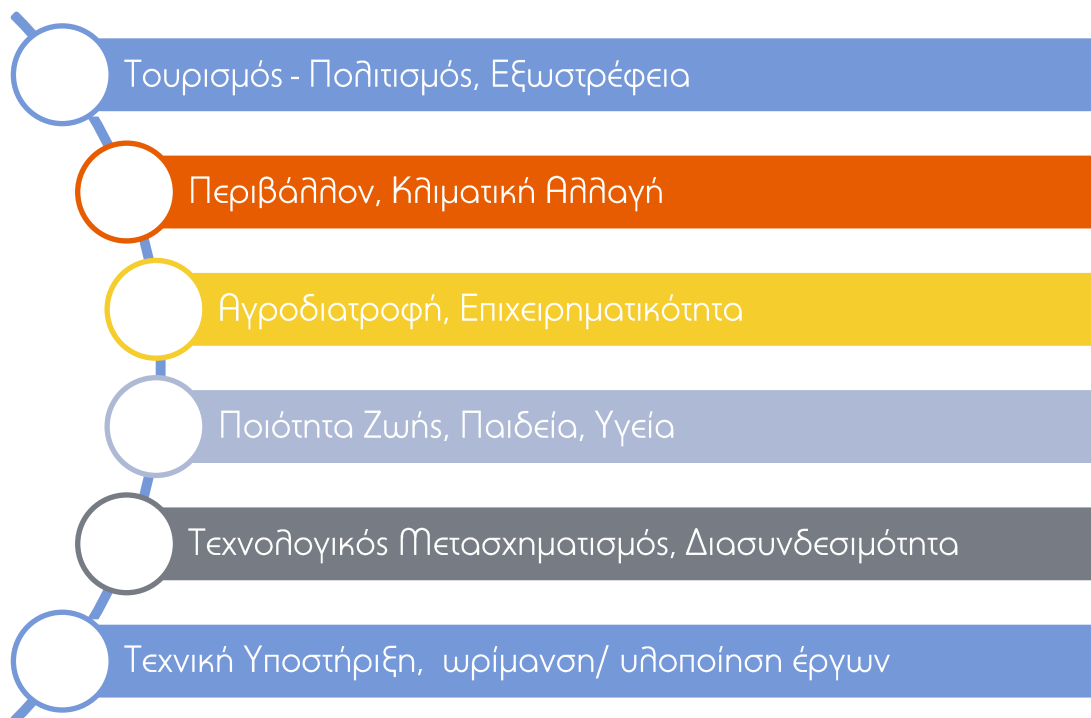 Τουρισμός - Πολιτισμός, Εξωστρέφεια
Περιβάλλον, Κλιματική Αλλαγή
Αγροδιατροφή, Επιχειρηματικότητα
Ποιότητα Ζωής, Παιδεία, Υγεία
Τεχνολογικός Μετασχηματισμός, Διασυνδεσιμότητα
Τεχνική Υποστήριξη, ωρίμανση/ υλοποίηση έργων